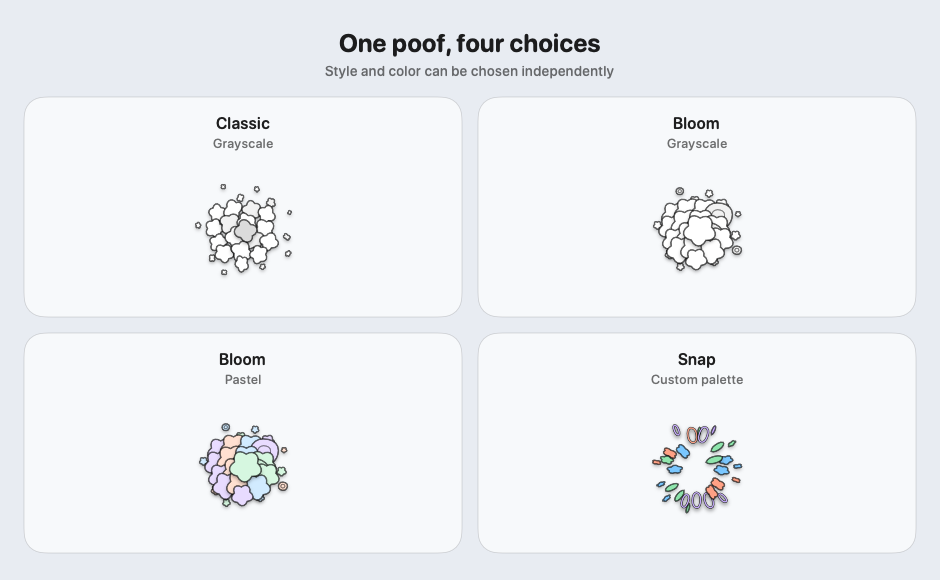 One poof, four choices
Style and color can be chosen independently
Classic
Grayscale
Bloom
Grayscale
Bloom
Pastel
Snap
Custom palette